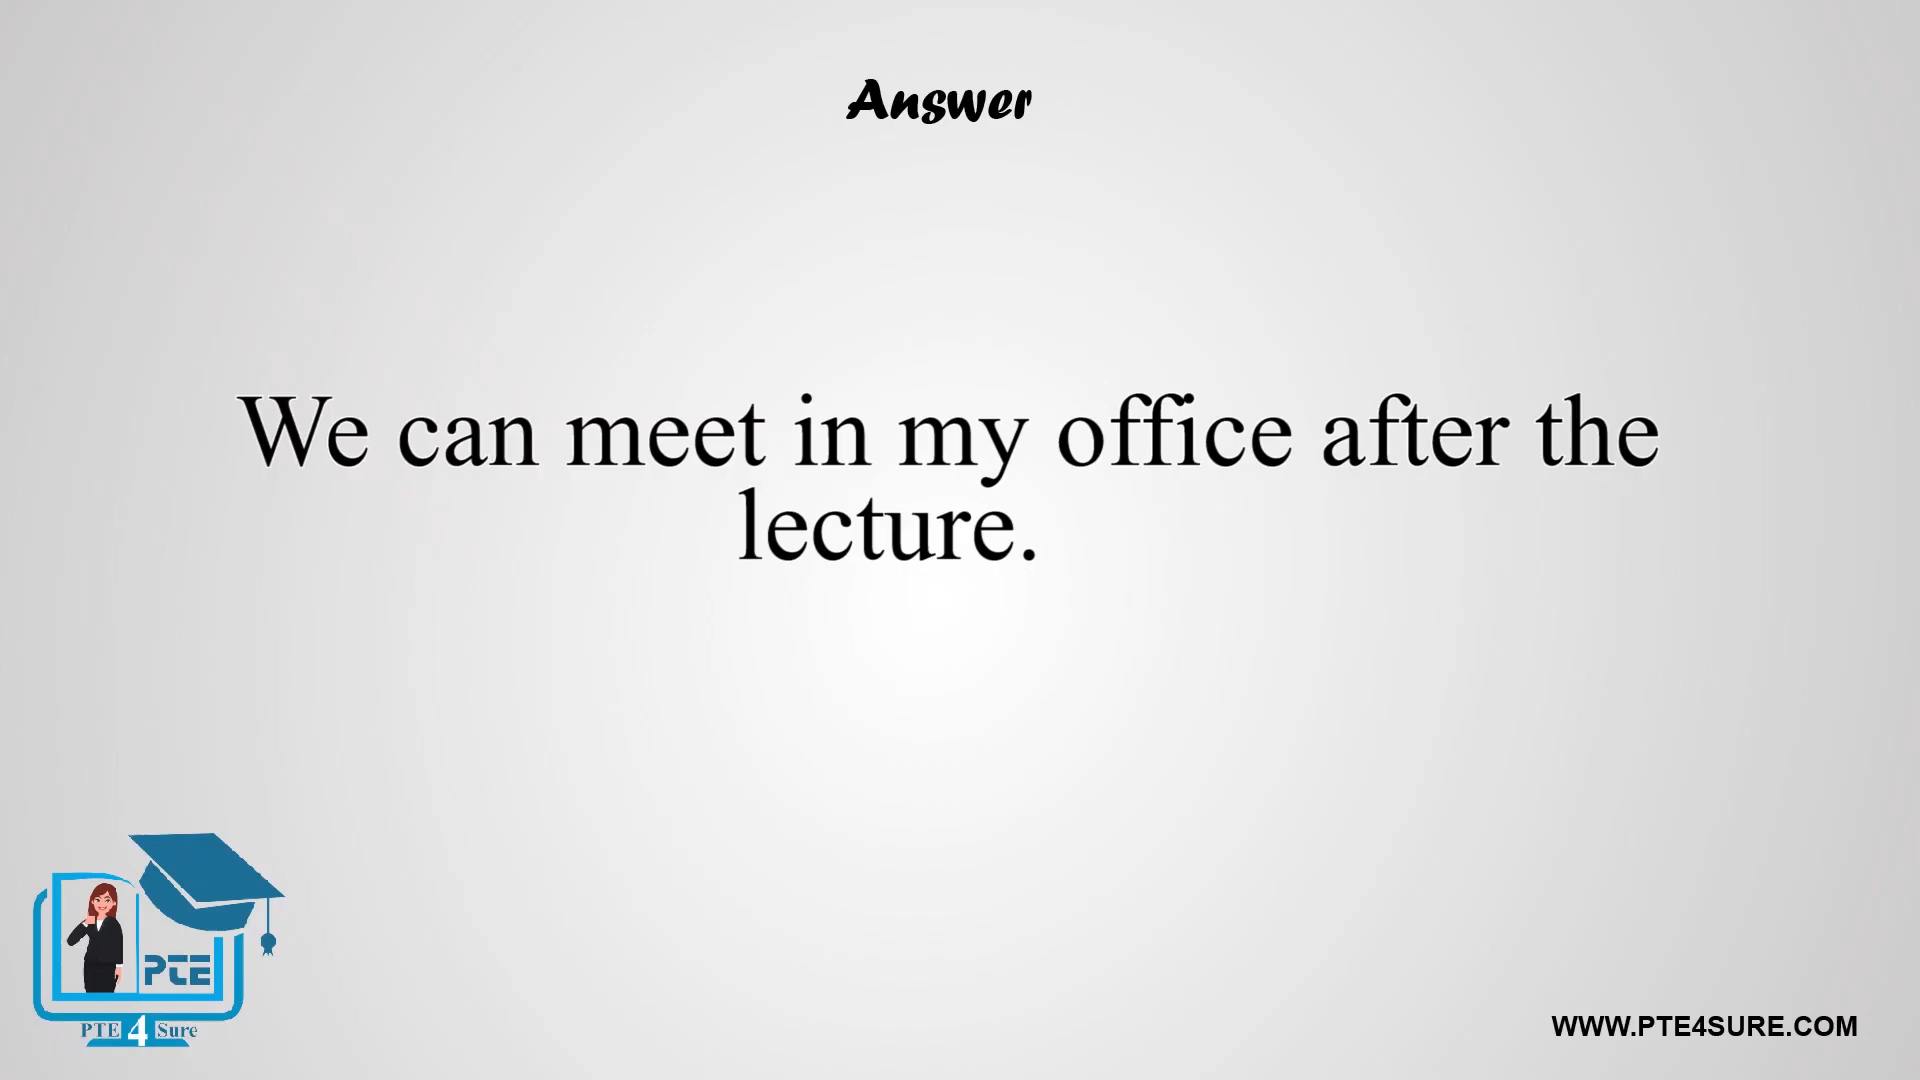 Answer
We can meet in my office after the
lecture.
PTE
PTE 4 Sure
WWW.PTE4SURE.COM